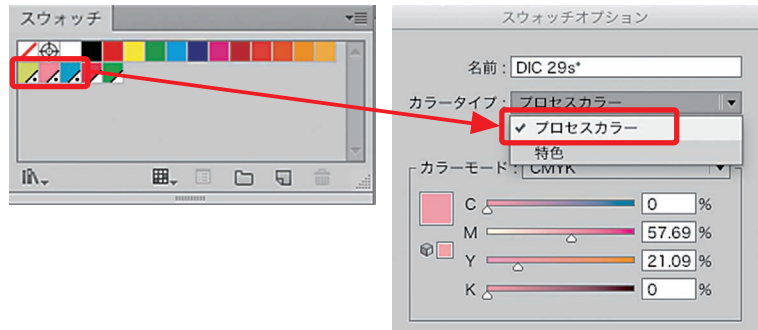 スウォッチ
スウォッチオプション
名前：DIC 29s*
カラータイプ：プロセスカラー
✓ プロセスカラー
特色
カラーモード：CMYK
C 0 %
M 57.69 %
Y 21.09 %
K 0 %